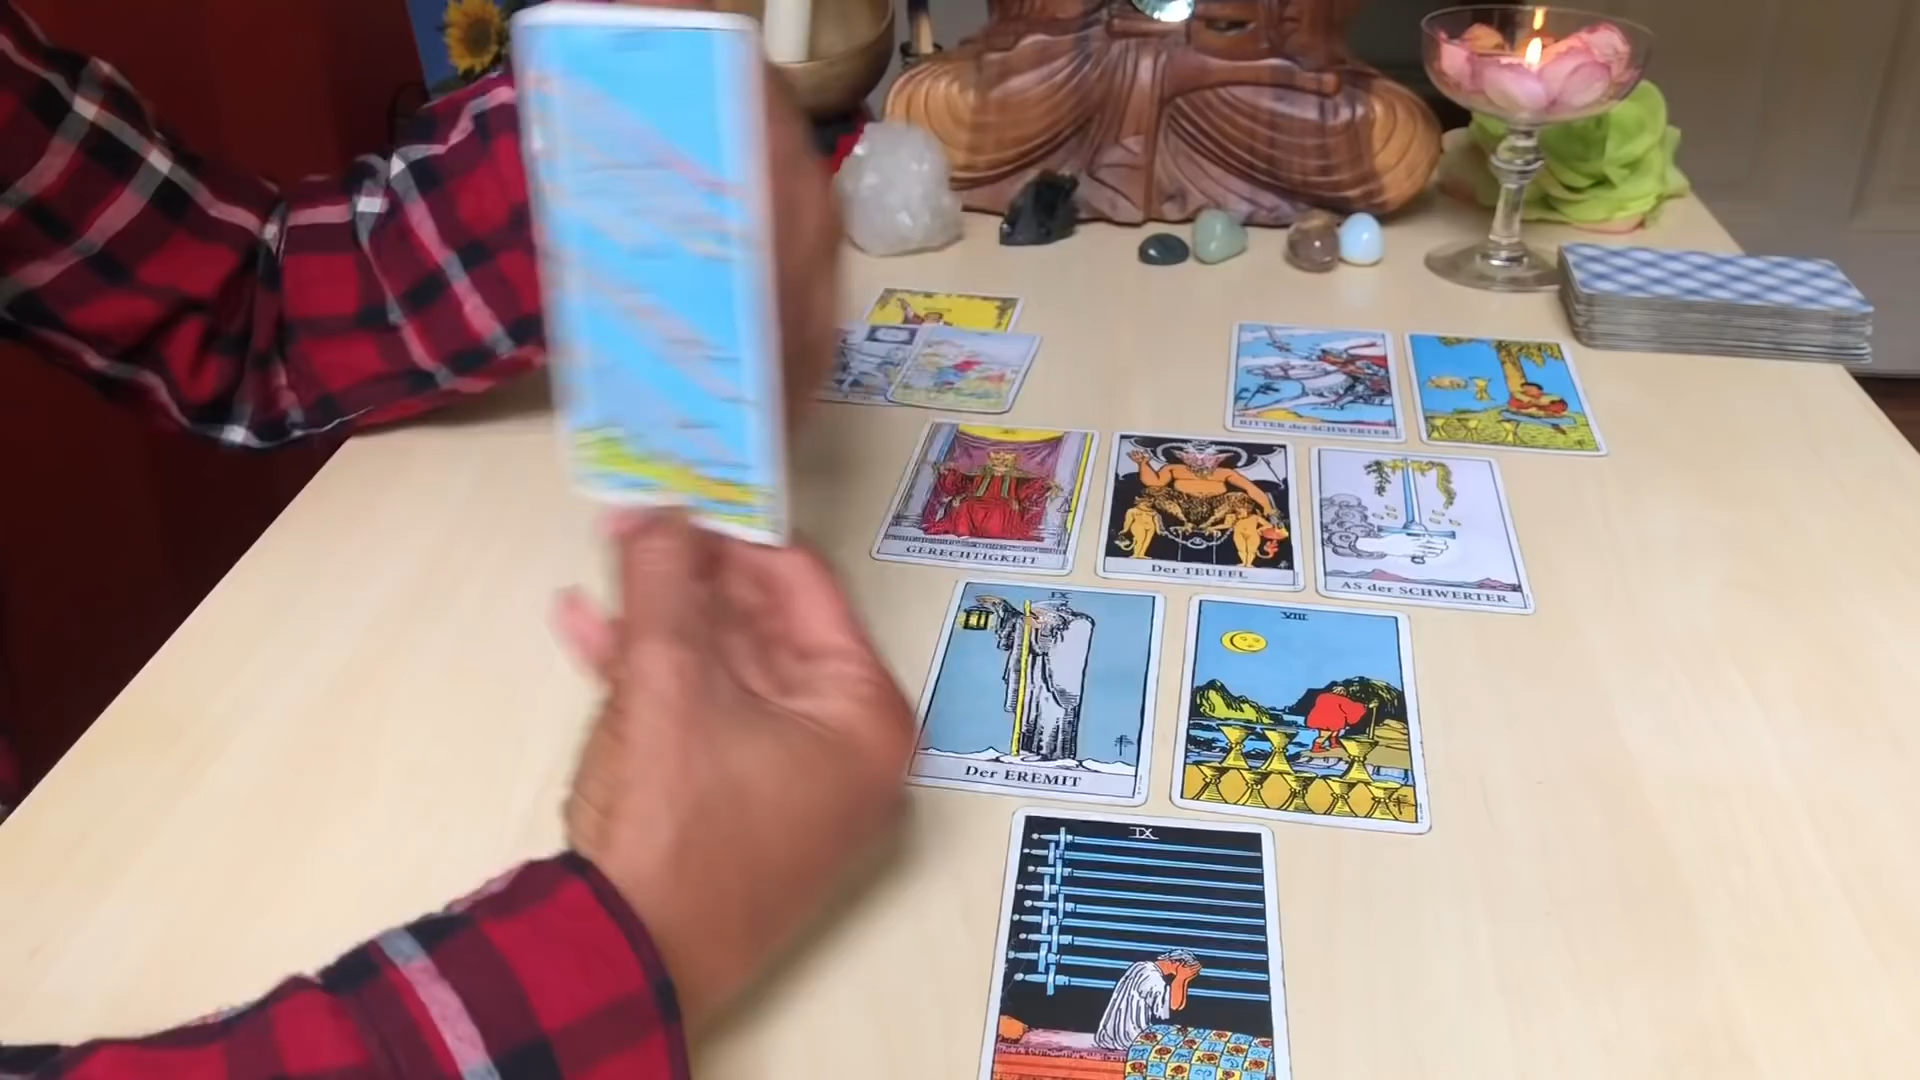 RITTER der SCHWERTER
GERECHTIGKEIT
Der TEUFEL
AS der SCHWERTER
IX
Der EREMIT
VIII
IX